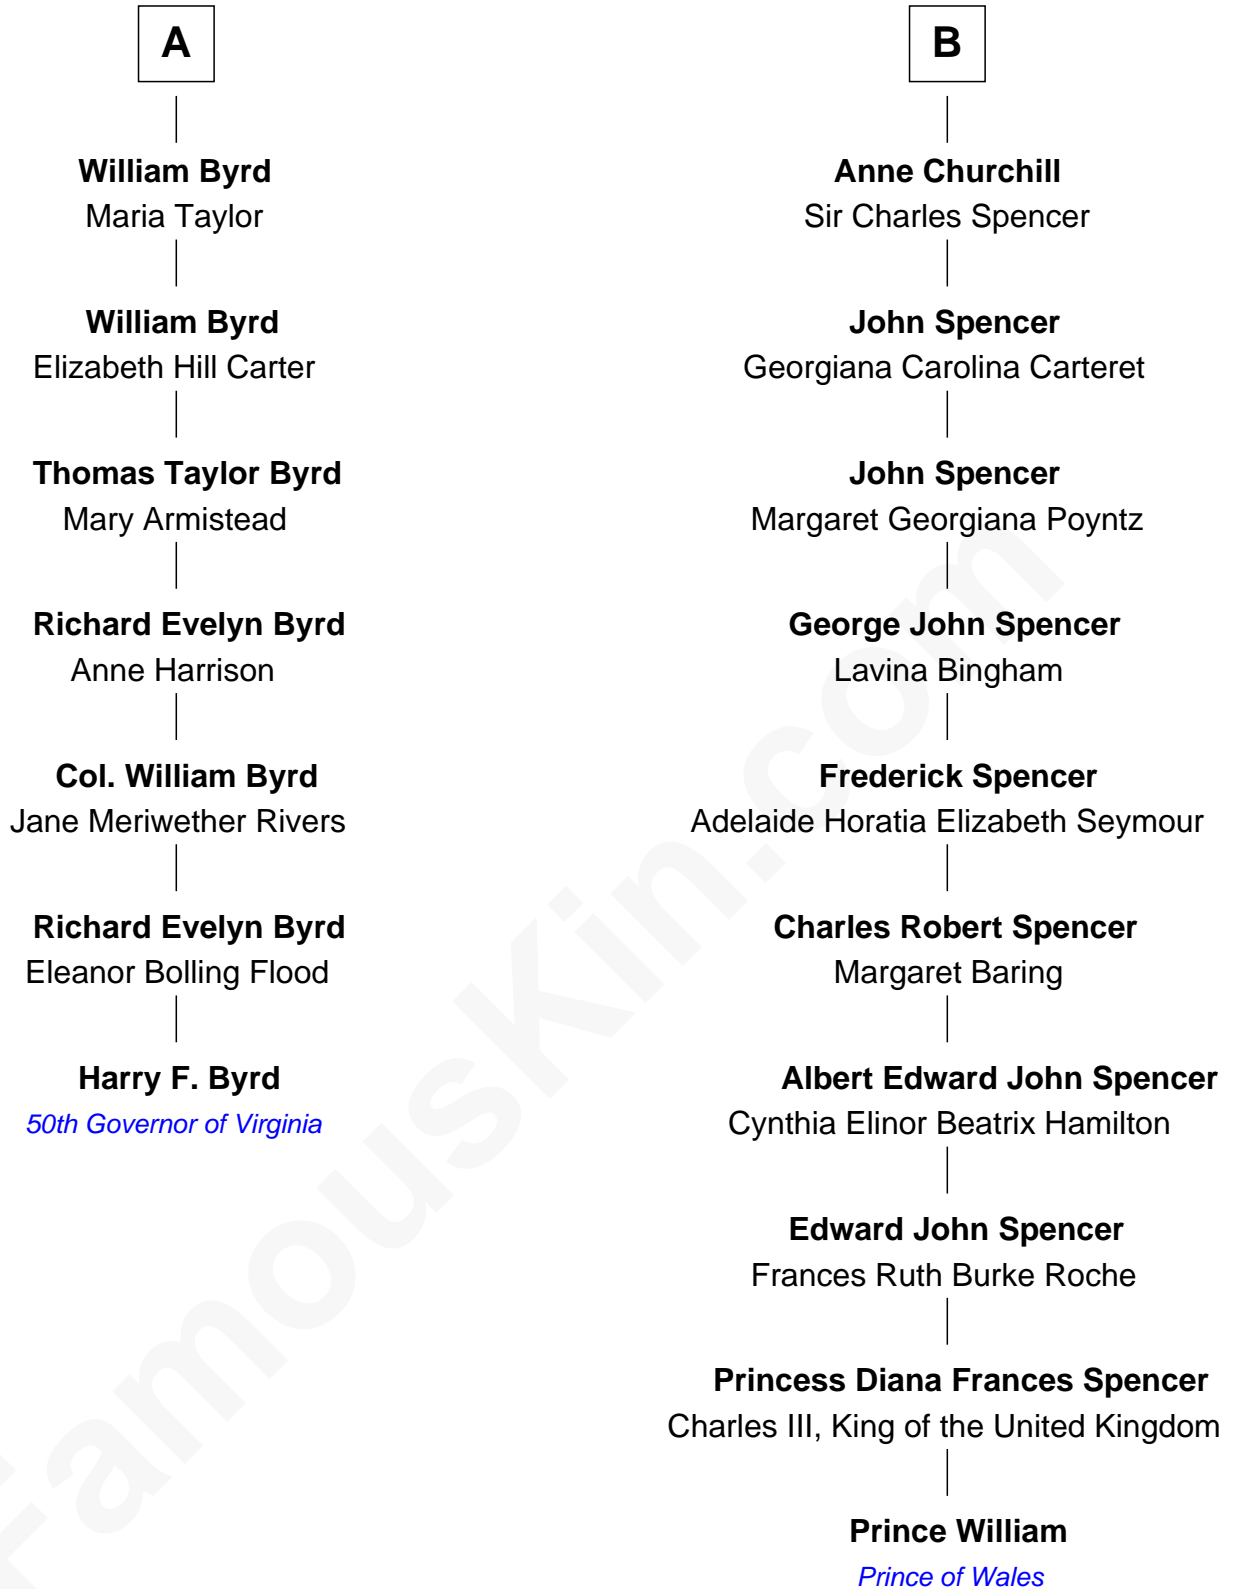 A
William Byrd
Maria Taylor
William Byrd
Elizabeth Hill Carter
Thomas Taylor Byrd
Mary Armistead
Richard Evelyn Byrd
Anne Harrison
Col. William Byrd
Jane Meriwether Rivers
Richard Evelyn Byrd
Eleanor Bolling Flood
Harry F. Byrd
50th Governor of Virginia
B
Anne Churchill
Sir Charles Spencer
John Spencer
Georgiana Carolina Carteret
John Spencer
Margaret Georgiana Poyntz
George John Spencer
Lavina Bingham
Frederick Spencer
Adelaide Horatia Elizabeth Seymour
Charles Robert Spencer
Margaret Baring
Albert Edward John Spencer
Cynthia Elinor Beatrix Hamilton
Edward John Spencer
Frances Ruth Burke Roche
Princess Diana Frances Spencer
Charles III, King of the United Kingdom
Prince William
Prince of Wales
FamousKin.com